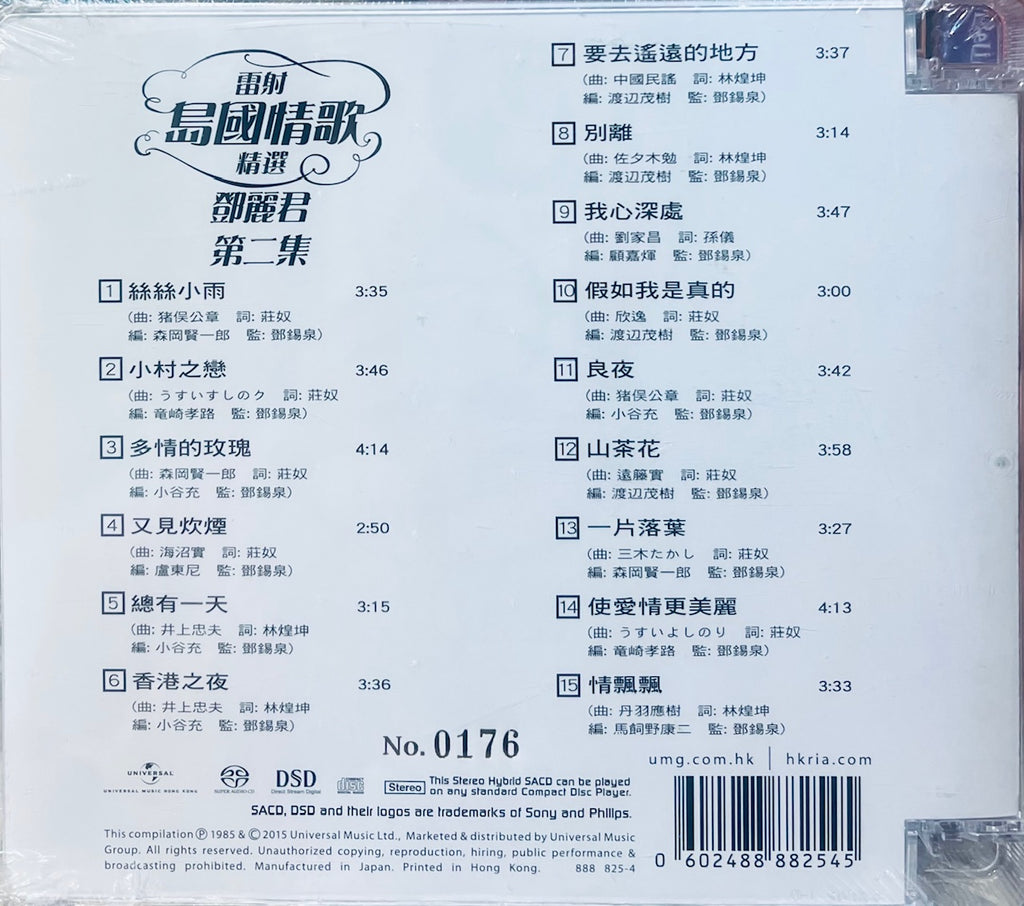 雷射
島國情歌
精選
鄧麗君
第二集
1 絲絲小雨 3:35
(曲: 猪俣公章 詞: 莊奴
編: 森岡賢一郎 監: 鄧錫泉)
2 小村之戀 3:46
(曲: うすいすしのク 詞: 莊奴
編: 竜崎孝路 監: 鄧錫泉)
3 多情的玫瑰 4:14
(曲: 森岡賢一郎 詞: 莊奴
編: 小谷充 監: 鄧錫泉)
4 又見炊煙 2:50
(曲: 海沼實 詞: 莊奴
編: 盧東尼 監: 鄧錫泉)
5 總有一天 3:15
(曲: 井上忠夫 詞: 林煌坤
編: 小谷充 監: 鄧錫泉)
6 香港之夜 3:36
(曲: 井上忠夫 詞: 林煌坤
編: 小谷充 監: 鄧錫泉)
7 要去遙遠的地方 3:37
(曲: 中國民謠 詞: 林煌坤
編: 渡辺茂樹 監: 鄧錫泉)
8 別離 3:14
(曲: 佐夕木勉 詞: 林煌坤
編: 渡辺茂樹 監: 鄧錫泉)
9 我心深處 3:47
(曲: 劉家昌 詞: 孫儀
編: 顧嘉煇 監: 鄧錫泉)
10 假如我是真的 3:00
(曲: 欣逸 詞: 莊奴
編: 渡辺茂樹 監: 鄧錫泉)
11 良夜 3:42
(曲: 猪俣公章 詞: 莊奴
編: 小谷充 監: 鄧錫泉)
12 山茶花 3:58
(曲: 遠藤實 詞: 莊奴
編: 渡辺茂樹 監: 鄧錫泉)
13 一片落葉 3:27
(曲: 三木たかし 詞: 莊奴
編: 森岡賢一郎 監: 鄧錫泉)
14 使愛情更美麗 4:13
(曲: うすいよしのり 詞: 莊奴
編: 竜崎孝路 監: 鄧錫泉)
15 情飄飄 3:33
(曲: 丹羽應樹 詞: 林煌坤
編: 馬飼野康二 監: 鄧錫泉)
No. 0176
umg.com.hk | hkria.com
UNIVERSAL
UNIVERSAL MUSIC HONG KONG
SUPER AUDIO CD
DSD
Direct Stream Digital
Stereo
This Stereo Hybrid SACD can be played
on any standard Compact Disc Player.
SACD, DSD and their logos are trademarks of Sony and Philips.
This compilation Ⓟ 1985 & © 2015 Universal Music Ltd., Marketed & distributed by Universal Music
Group. All rights reserved. Unauthorized copying, reproduction, hiring, public performance &
broadcasting prohibited. Manufactured in Japan. Printed in Hong Kong. 888 825-4
0 602488 882545